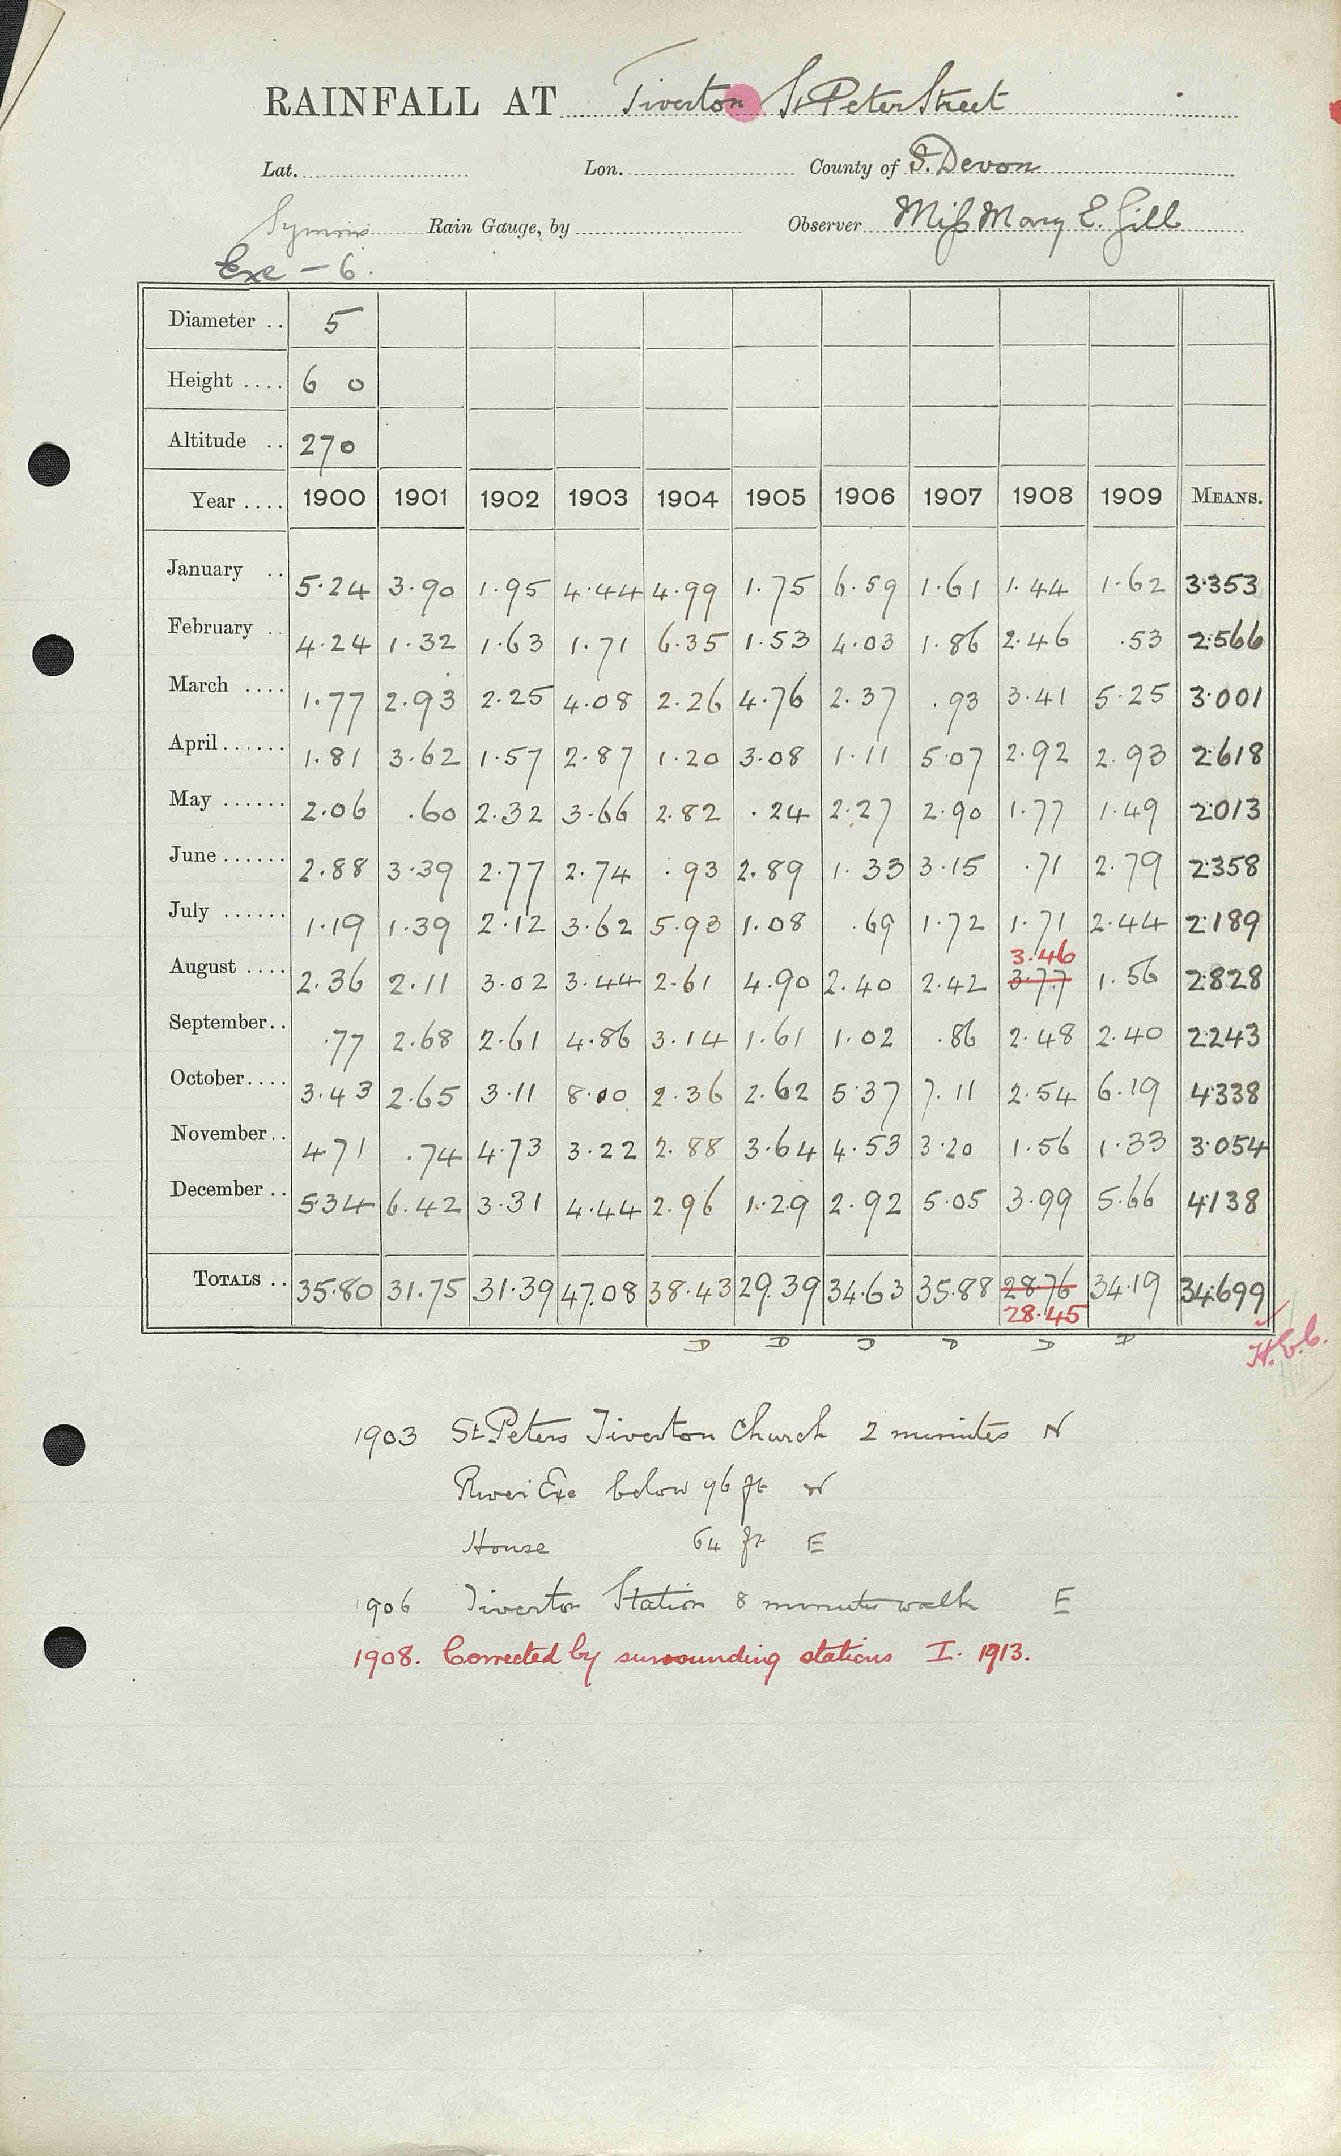 RAINFALL AT Tiverton St Peter Street
Lat. Lon. County of S. Devon
Symons Rain Gauge, by Observer Miss Mary E. Gill
Exe - 6.
Diameter .. 5
Height .... 6 0
Altitude .. 270
Year .... 1900 1901 1902 1903 1904 1905 1906 1907 1908 1909 MEANS.
January .. 5.24 3.90 1.95 4.44 4.99 1.75 6.59 1.61 1.44 1.62 3.353
February .. 4.24 1.32 1.63 1.71 6.35 1.53 4.03 1.86 2.46 .53 2.566
March .... 1.77 2.93 2.25 4.08 2.26 4.76 2.37 .93 3.41 5.25 3.001
April...... 1.81 3.62 1.57 2.87 1.20 3.08 1.11 5.07 2.92 2.93 2.618
May ...... 2.06 .60 2.32 3.66 2.82 .24 2.27 2.90 1.77 1.49 2.013
June...... 2.88 3.39 2.77 2.74 .93 2.89 1.33 3.15 .71 2.79 2.358
July ...... 1.19 1.39 2.12 3.62 5.93 1.08 .69 1.72 1.71 2.44 2.189
3.46
August .... 2.36 2.11 3.02 3.44 2.61 4.90 2.40 2.42 3.77 1.56 2.828
September.. .77 2.68 2.61 4.86 3.14 1.61 1.02 .86 2.48 2.40 2.243
October.... 3.43 2.65 3.11 8.00 2.36 2.62 5.37 7.11 2.54 6.19 4.338
November.. 4.71 .74 4.73 3.22 2.88 3.64 4.53 3.20 1.56 1.33 3.054
December .. 5.34 6.42 3.31 4.44 2.96 1.29 2.92 5.05 3.99 5.66 4.138
TOTALS .. 35.80 31.75 31.39 47.08 38.43 29.39 34.63 35.88 28.76 34.19 34.699
28.45
D D D D D D
H.E.C.
1903 St Peters Tiverton Church 2 minutes N
River Exe below 96 ft W
House 64 ft E
1906 Tiverton Station 8 minutes walk E
1908. Corrected by surrounding stations I. 1913.